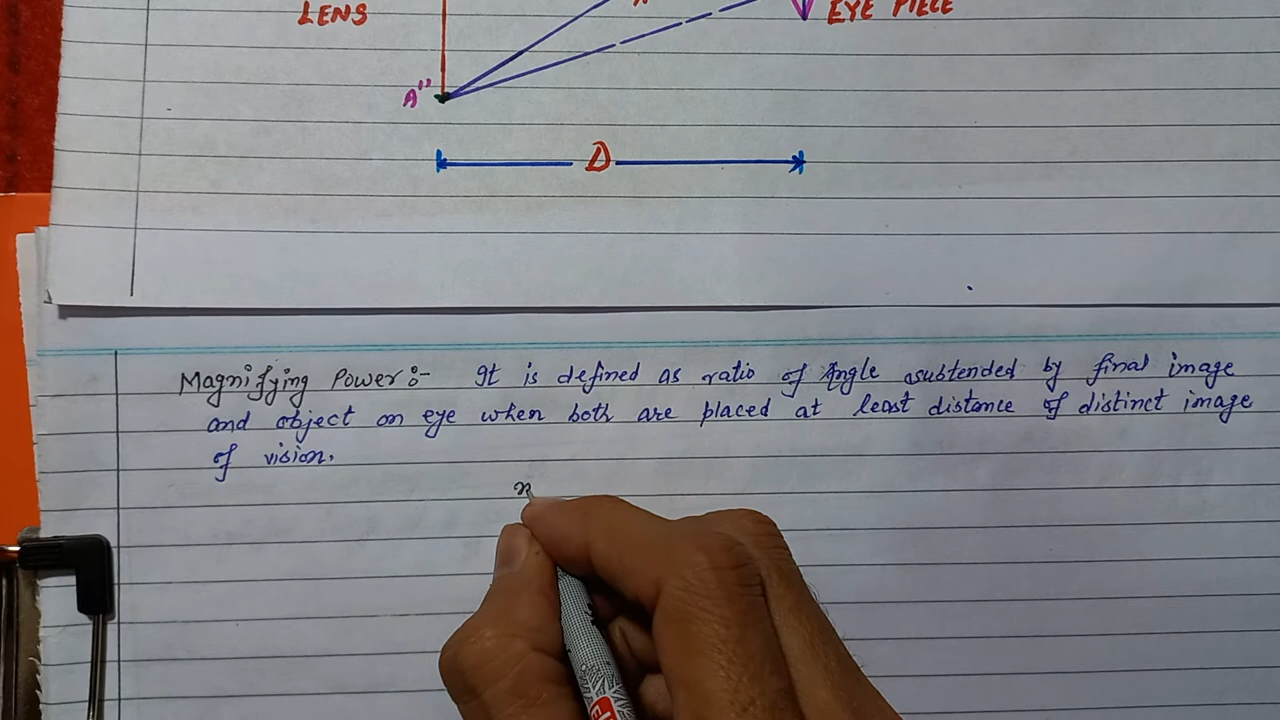 LENS
EYE PIECE
A"
D
Magnifying Power:- It is defined as ratio of Angle subtended by final image
and object on eye when both are placed at least distance of distinct image
of vision.